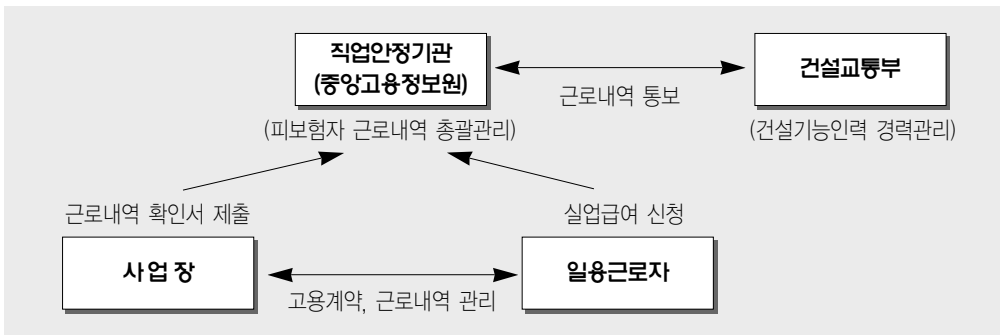 직업안정기관
(중앙고용정보원)
건설교통부
근로내역 통보
(피보험자 근로내역 총괄관리)
(건설기능인력 경력관리)
근로내역 확인서 제출
실업급여 신청
사업장
일용근로자
고용계약, 근로내역 관리